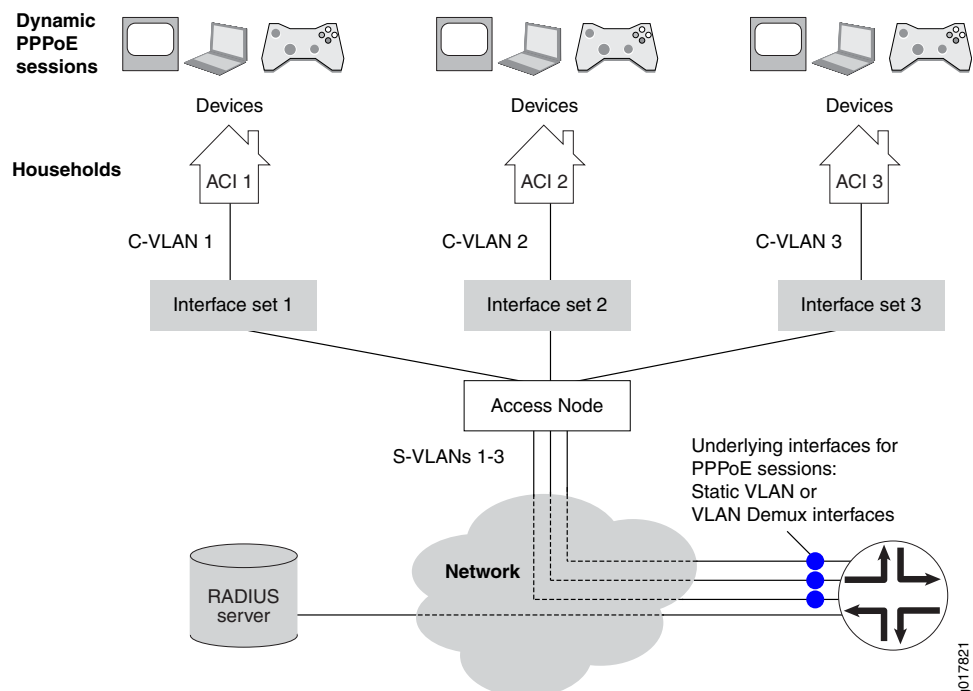 Dynamic
PPPoE
sessions
Devices
Devices
Devices
Households
ACI 1
ACI 2
ACI 3
C-VLAN 1
C-VLAN 2
C-VLAN 3
Interface set 1
Interface set 2
Interface set 3
Access Node
S-VLANs 1-3
Underlying interfaces for
PPPoE sessions:
Static VLAN or
VLAN Demux interfaces
Network
RADIUS
server
g017821